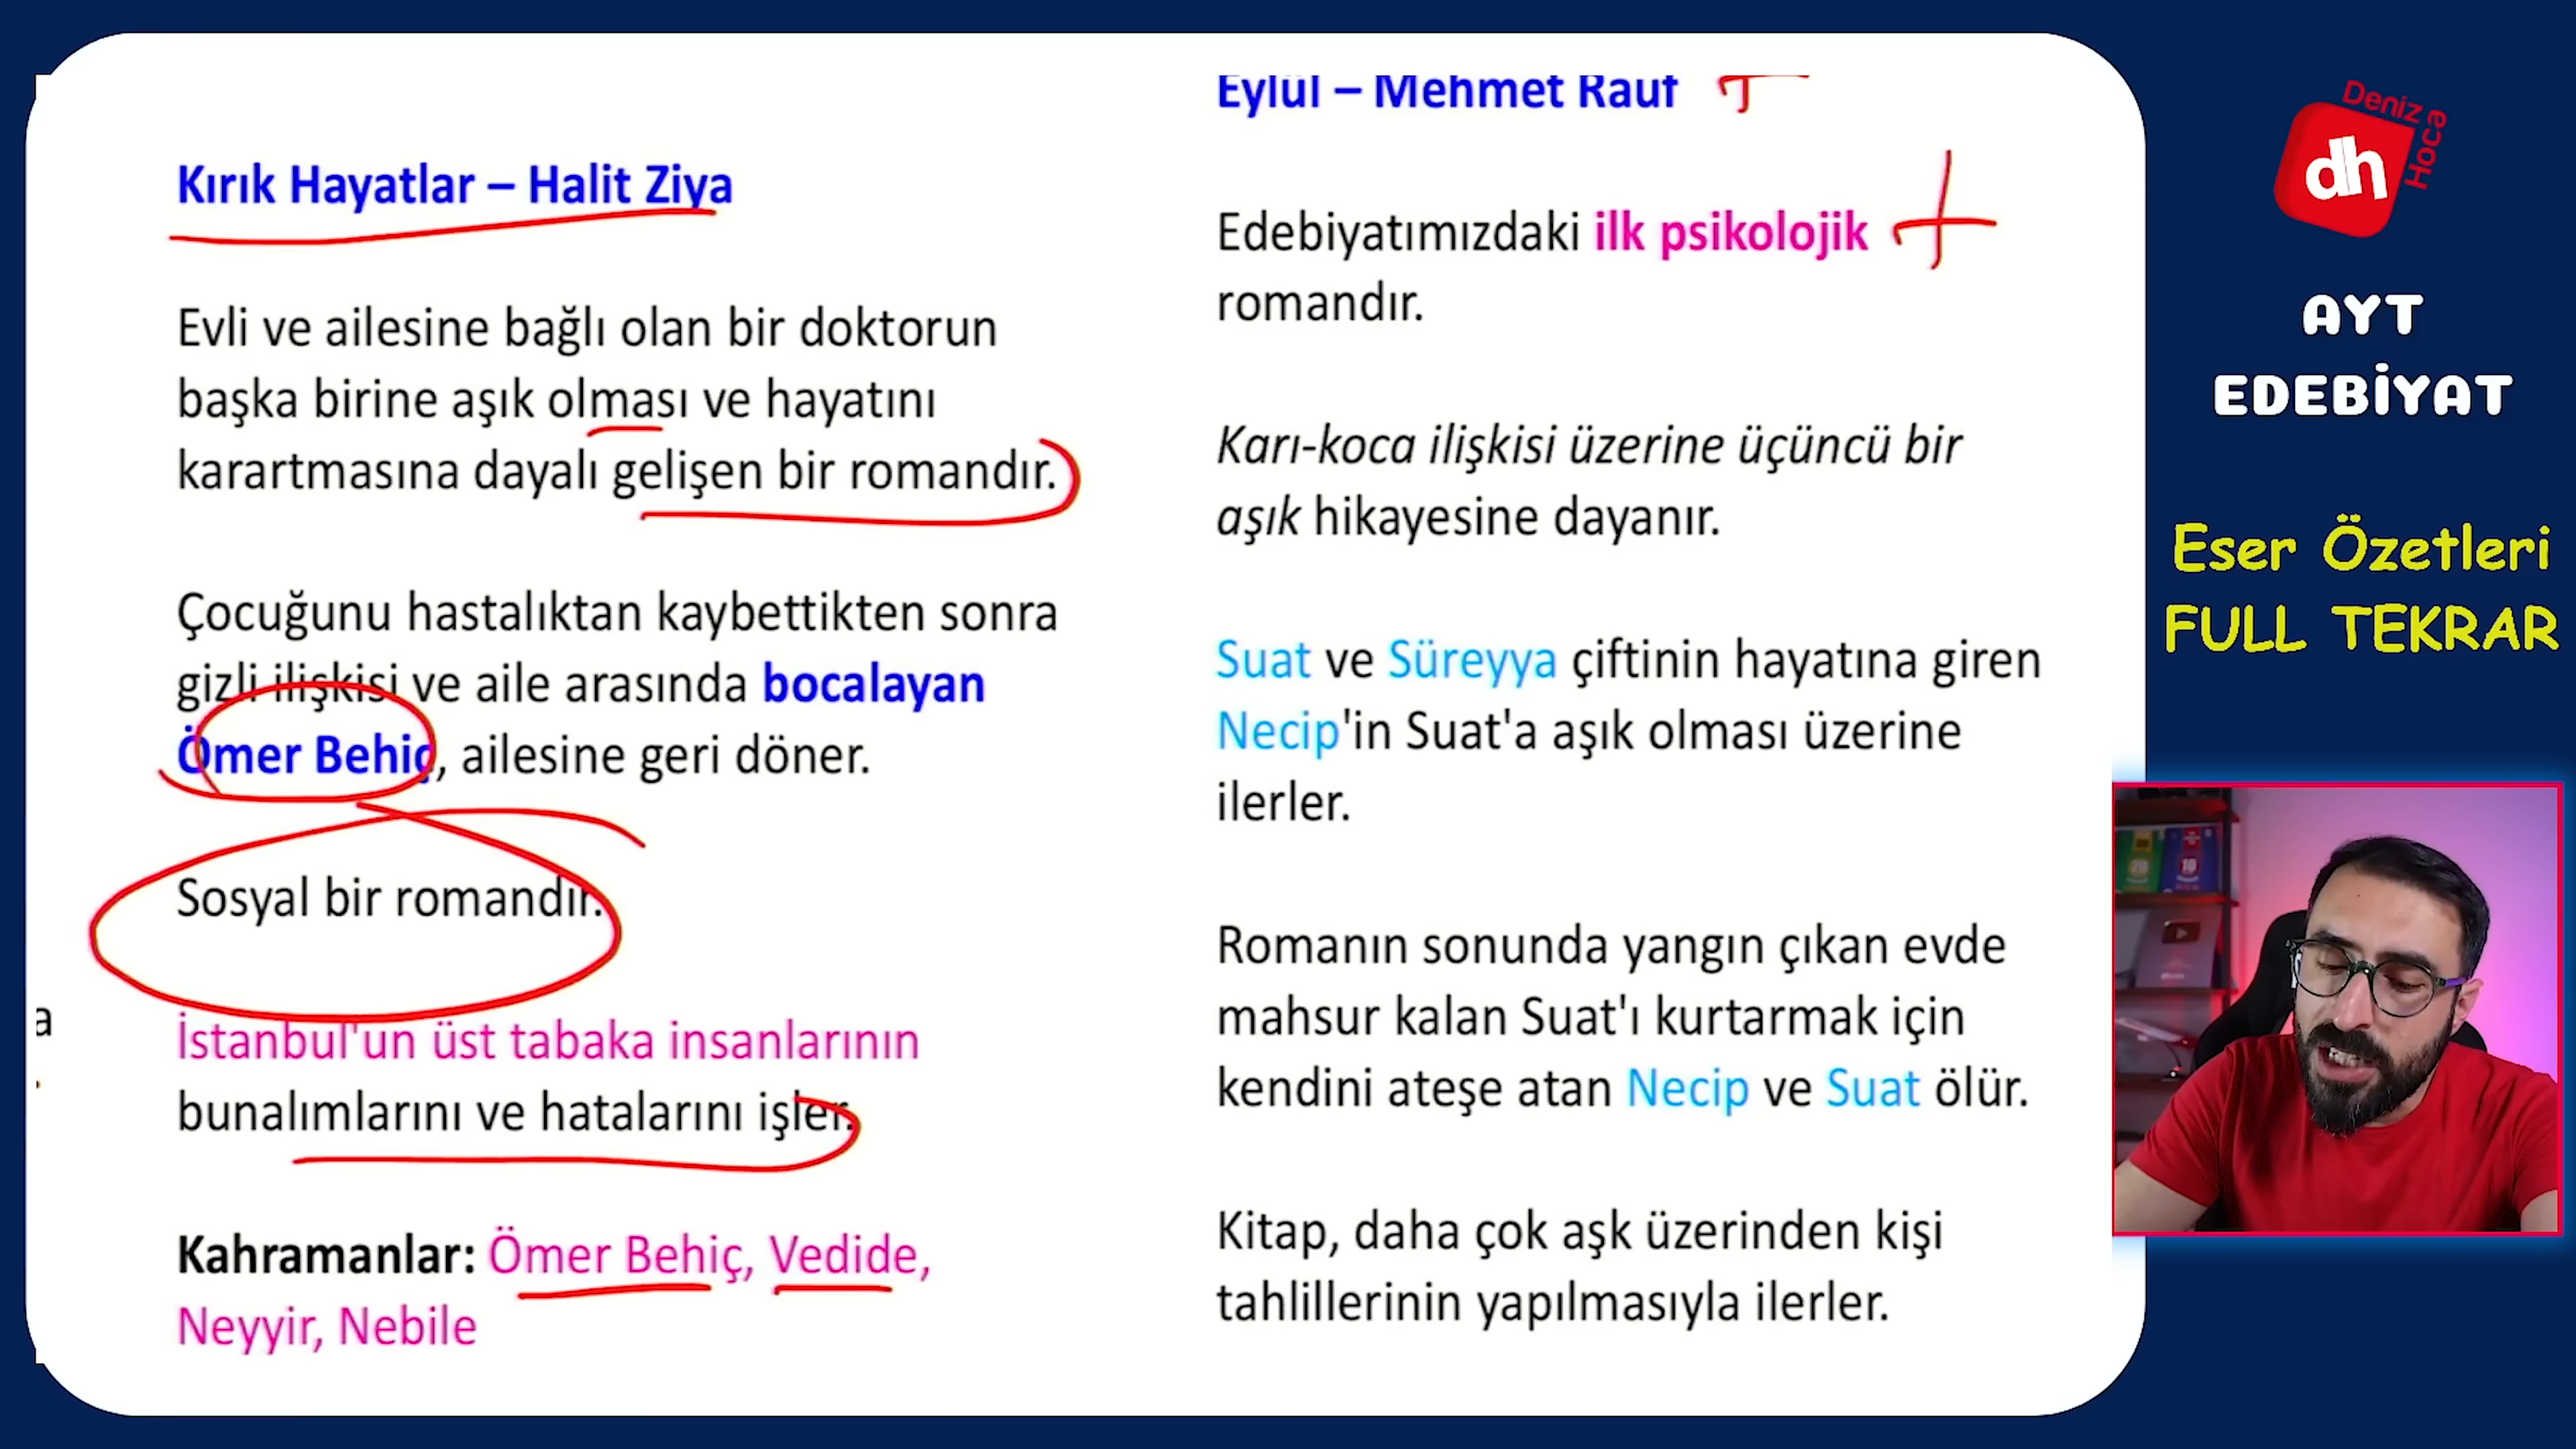 Kırık Hayatlar – Halit Ziya
Evli ve ailesine bağlı olan bir doktorun
başka birine aşık olması ve hayatını
karartmasına dayalı gelişen bir romandır.
Çocuğunu hastalıktan kaybettikten sonra
gizli ilişkisi ve aile arasında bocalayan
Ömer Behiç, ailesine geri döner.
Sosyal bir romandır.
a
İstanbul'un üst tabaka insanlarının
bunalımlarını ve hatalarını işler.
Kahramanlar: Ömer Behiç, Vedide,
Neyyir, Nebile
Eylül – Mehmet Rauf
Edebiyatımızdaki ilk psikolojik
romandır.
Karı-koca ilişkisi üzerine üçüncü bir
aşık hikayesine dayanır.
Suat ve Süreyya çiftinin hayatına giren
Necip'in Suat'a aşık olması üzerine
ilerler.
Romanın sonunda yangın çıkan evde
mahsur kalan Suat'ı kurtarmak için
kendini ateşe atan Necip ve Suat ölür.
Kitap, daha çok aşk üzerinden kişi
tahlillerinin yapılmasıyla ilerler.
Deniz Hoca
dh
AYT
EDEBİYAT
Eser Özetleri
FULL TEKRAR